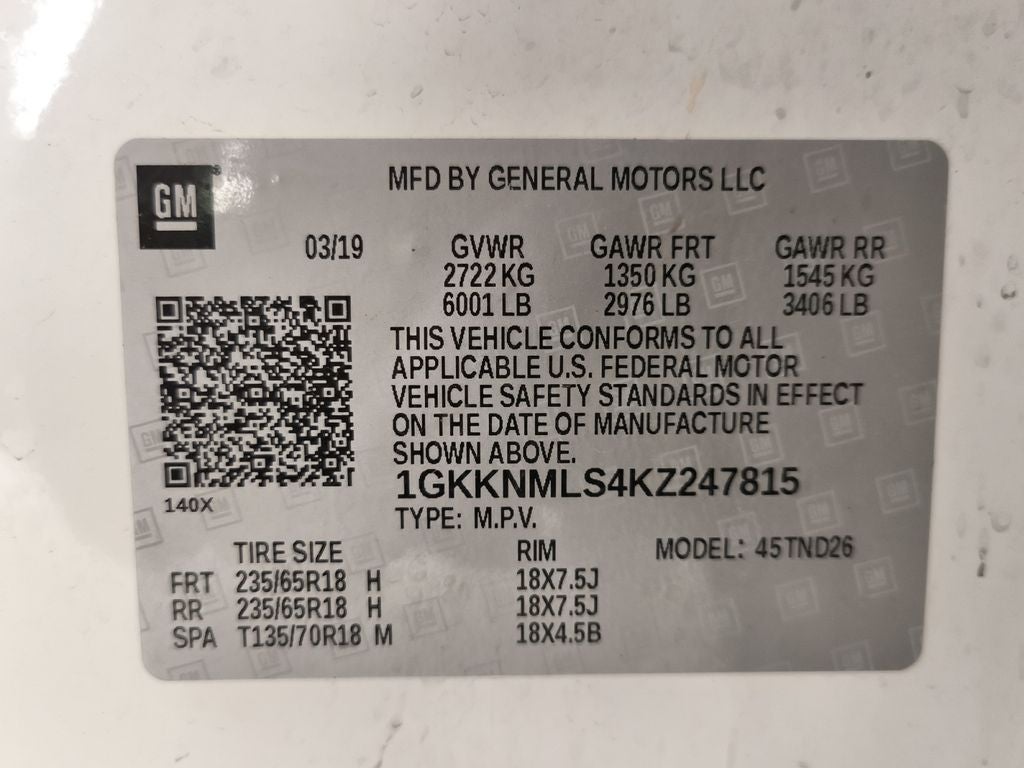 GM
MFD BY GENERAL MOTORS LLC
03/19 GVWR GAWR FRT GAWR RR
2722 KG 1350 KG 1545 KG
6001 LB 2976 LB 3406 LB
THIS VEHICLE CONFORMS TO ALL
APPLICABLE U.S. FEDERAL MOTOR
VEHICLE SAFETY STANDARDS IN EFFECT
ON THE DATE OF MANUFACTURE
SHOWN ABOVE.
1GKKNMLS4KZ247815
140X
TYPE: M.P.V.
TIRE SIZE RIM MODEL: 45TND26
FRT 235/65R18 H 18X7.5J
RR 235/65R18 H 18X7.5J
SPA T135/70R18 M 18X4.5B